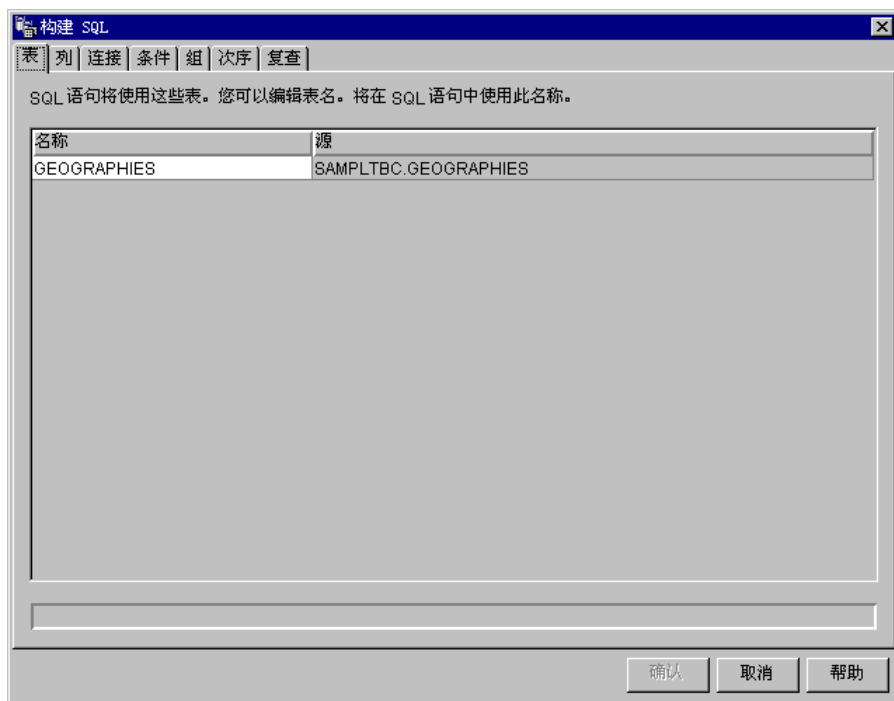 构建 SQL
表 列 连接 条件 组 次序 复查
SQL 语句将使用这些表。您可以编辑表名。将在 SQL 语句中使用此名称。
名称 源
GEOGRAPHIES SAMPLTBC.GEOGRAPHIES
确认 取消 帮助